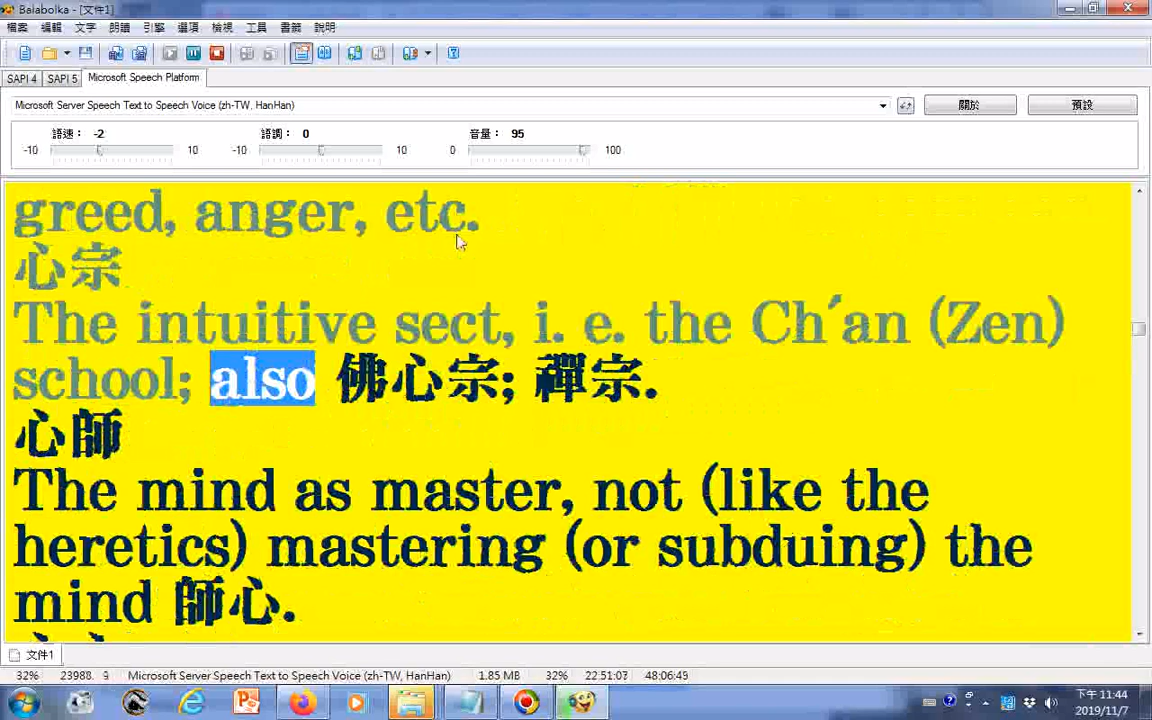 Balabolka - [文件1]
檔案 編輯 文字 朗讀 引擎 選項 檢視 工具 書籤 說明
SAPI 4 SAPI 5 Microsoft Speech Platform
Microsoft Server Speech Text to Speech Voice (zh-TW, HanHan) 關於 預設
語速： -2 語調： 0 音量： 95
-10 10 -10 10 0 100
greed, anger, etc.
心宗
The intuitive sect, i. e. the Ch´an (Zen)
school; also 佛心宗; 禪宗.
心師
The mind as master, not (like the
heretics) mastering (or subduing) the
mind 師心.
文件1
32% Microsoft Server Speech Text to Speech Voice (zh-TW, HanHan) 1.85 MB 32% 22:51:07 48:06:49
下午 11:44
2019/11/7